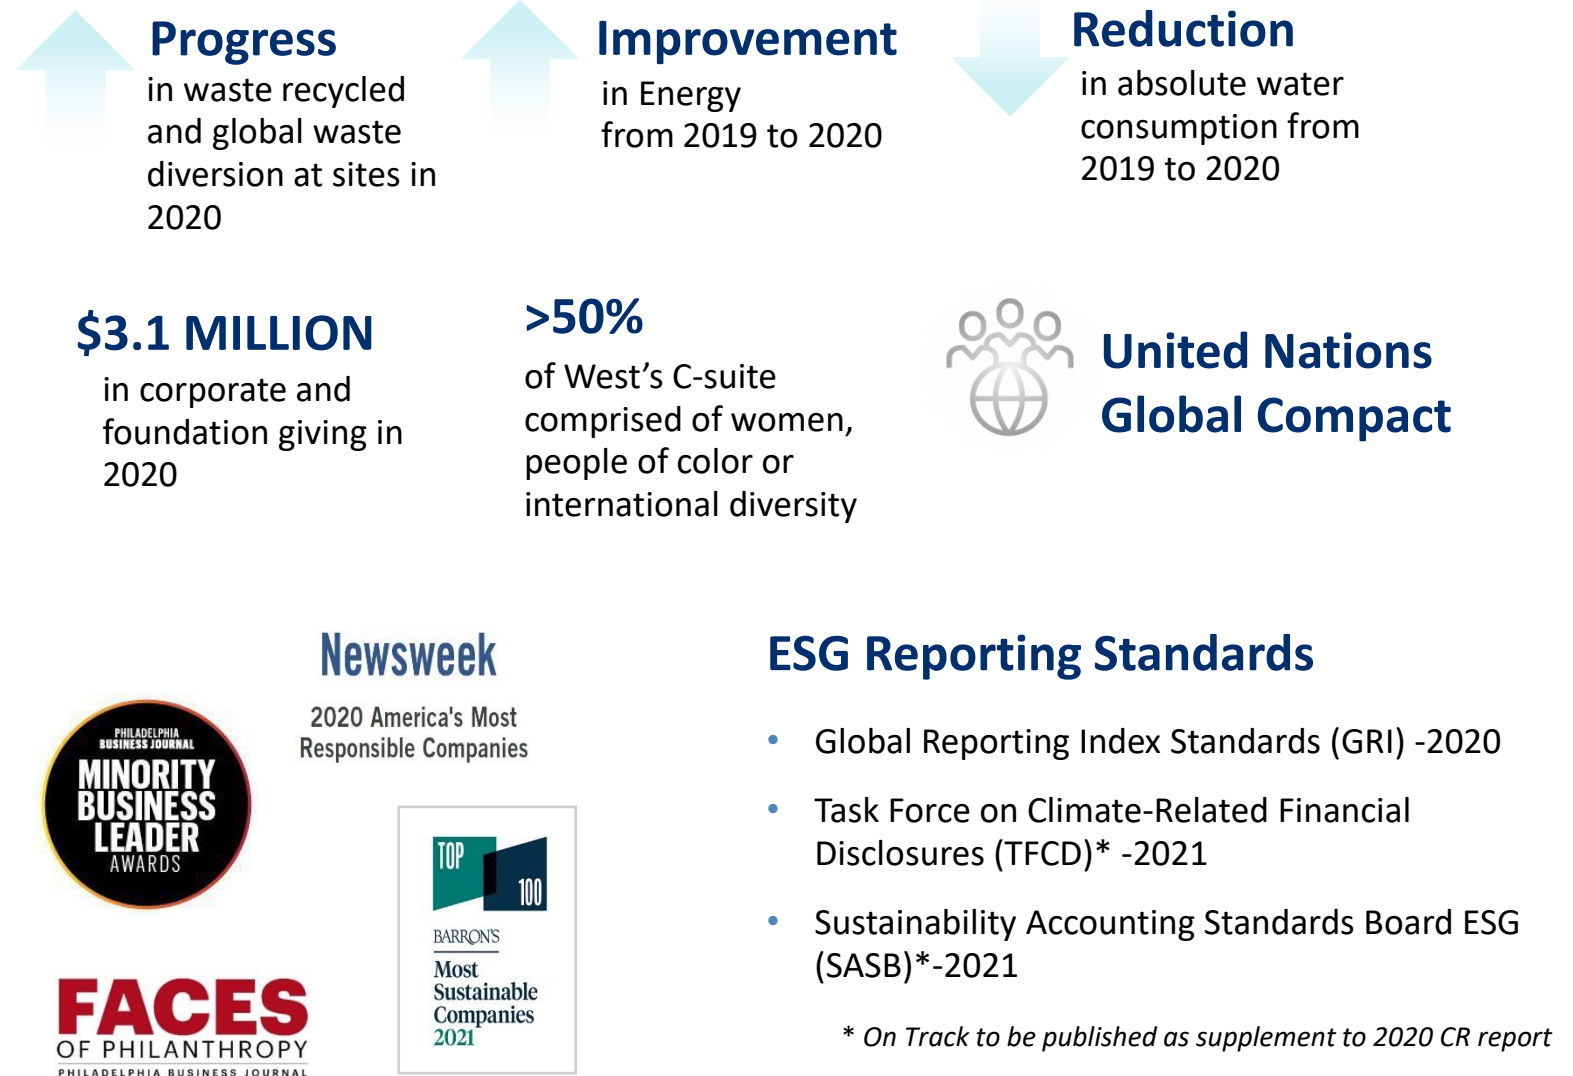 Progress
in waste recycled
and global waste
diversion at sites in
2020
Improvement
in Energy
from 2019 to 2020
Reduction
in absolute water
consumption from
2019 to 2020
$3.1 MILLION
in corporate and
foundation giving in
2020
>50%
of West’s C-suite
comprised of women,
people of color or
international diversity
United Nations
Global Compact
Newsweek
2020 America's Most
Responsible Companies
PHILADELPHIA
BUSINESS JOURNAL
MINORITY
BUSINESS
LEADER
AWARDS
TOP
100
BARRON'S
Most
Sustainable
Companies
2021
FACES
OF PHILANTHROPY
PHILADELPHIA BUSINESS JOURNAL
ESG Reporting Standards
• Global Reporting Index Standards (GRI) -2020
• Task Force on Climate-Related Financial
Disclosures (TFCD)* -2021
• Sustainability Accounting Standards Board ESG
(SASB)*-2021
* On Track to be published as supplement to 2020 CR report